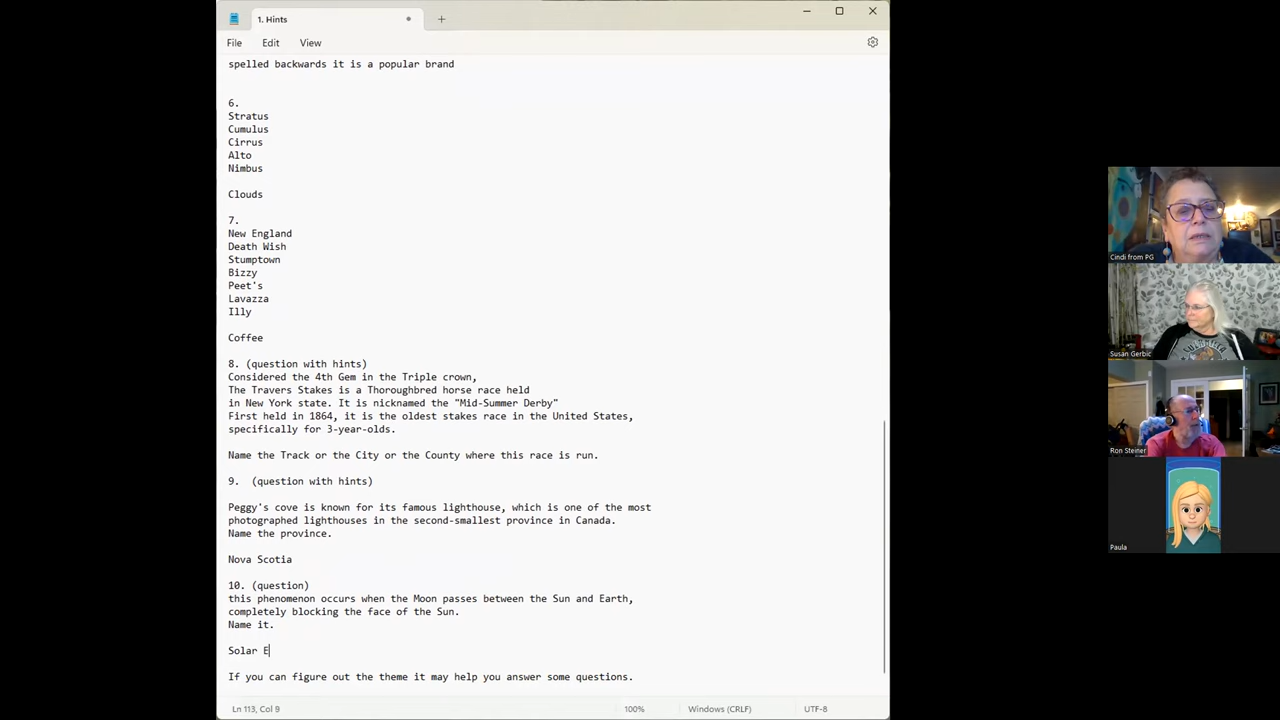 1. Hints
File Edit View
spelled backwards it is a popular brand
6.
Stratus
Cumulus
Cirrus
Alto
Nimbus
Clouds
7.
New England
Death Wish
Stumptown
Bizzy
Peet's
Lavazza
Illy
Coffee
8. (question with hints)
Considered the 4th Gem in the Triple crown,
The Travers Stakes is a Thoroughbred horse race held
in New York state. It is nicknamed the "Mid-Summer Derby"
First held in 1864, it is the oldest stakes race in the United States,
specifically for 3-year-olds.
Name the Track or the City or the County where this race is run.
9.  (question with hints)
Peggy's cove is known for its famous lighthouse, which is one of the most
photographed lighthouses in the second-smallest province in Canada.
Name the province.
Nova Scotia
10. (question)
this phenomenon occurs when the Moon passes between the Sun and Earth,
completely blocking the face of the Sun.
Name it.
Solar E
If you can figure out the theme it may help you answer some questions.
Ln 113, Col 9 100% Windows (CRLF) UTF-8
Cindi from PG
Susan Gerbic
Ron Steiner
Paula